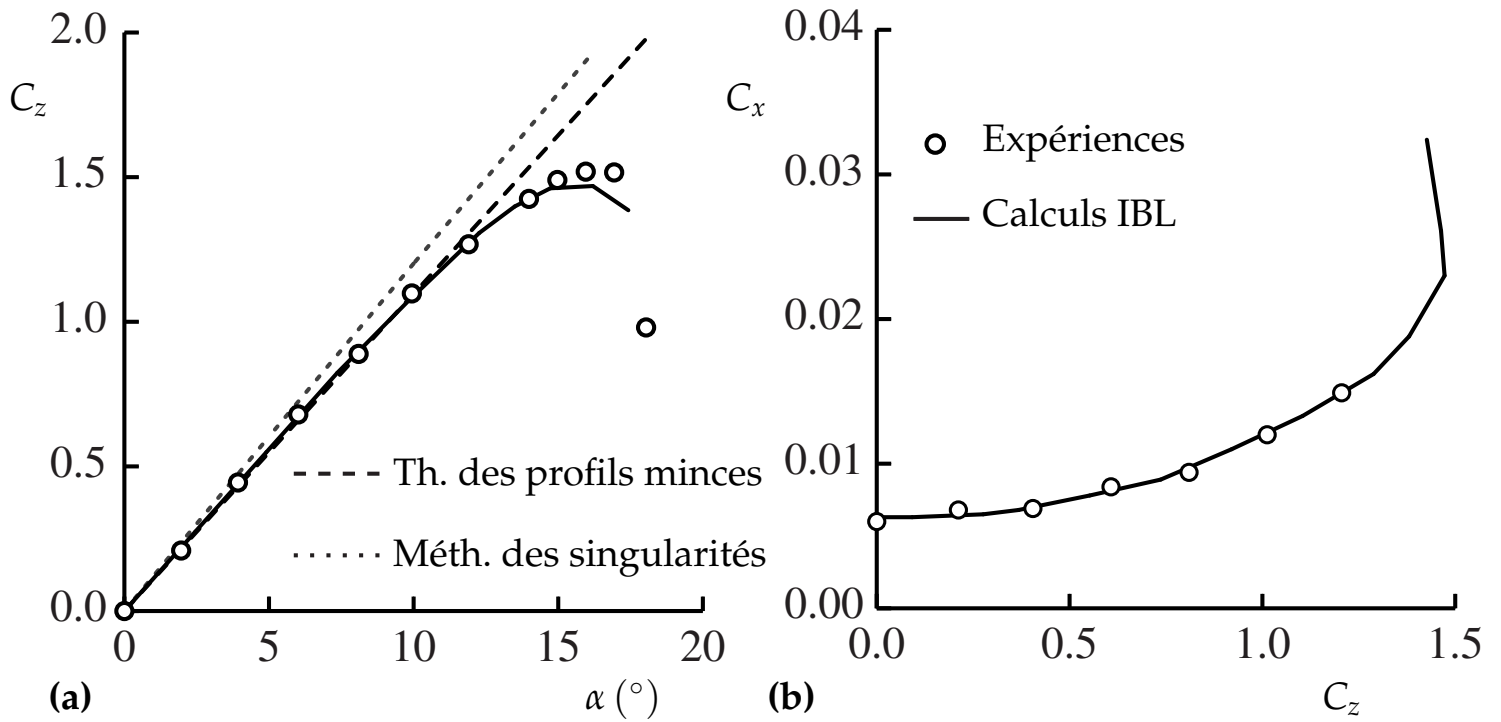 2.0
C_z
1.5
1.0
0.5
0.0
0 5 10 15 20
Th. des profils minces
Méth. des singularités
(a)
α (°)
0.04
C_x
0.03
0.02
0.01
0.00
Expériences
Calculs IBL
0.0 0.5 1.0 1.5
(b)
C_z